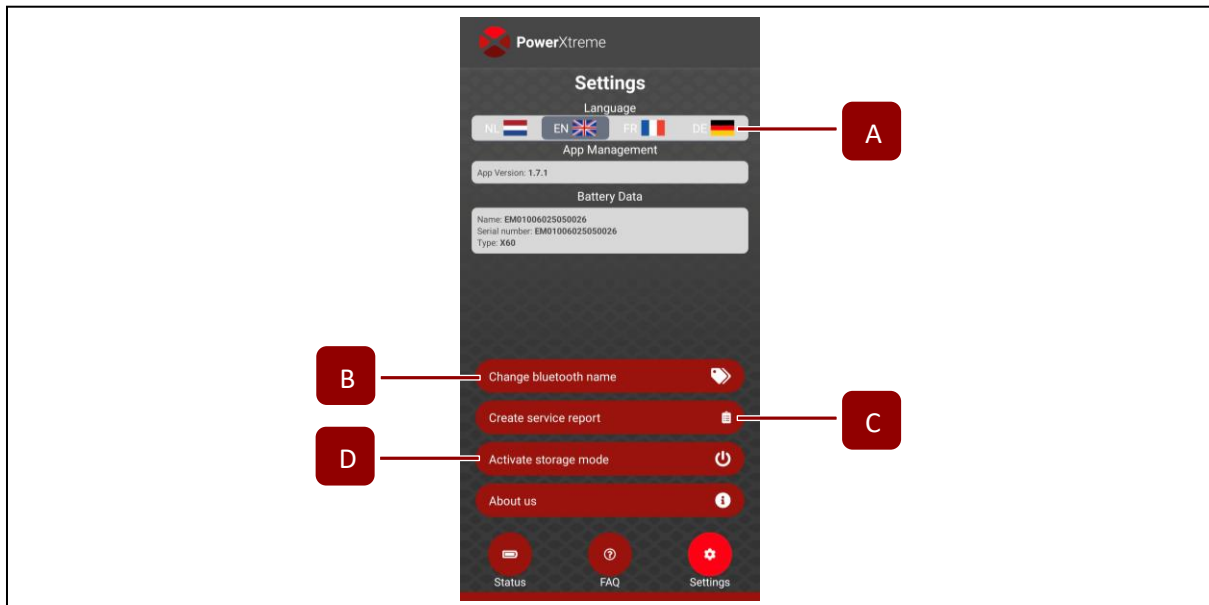 PowerXtreme
Settings
Language
NL EN FR DE
A
App Management
App Version: 1.7.1
Battery Data
Name: EM01006025050026
Serial number: EM01006025050026
Type: X60
B
Change bluetooth name
Create service report
C
D
Activate storage mode
About us
Status FAQ Settings